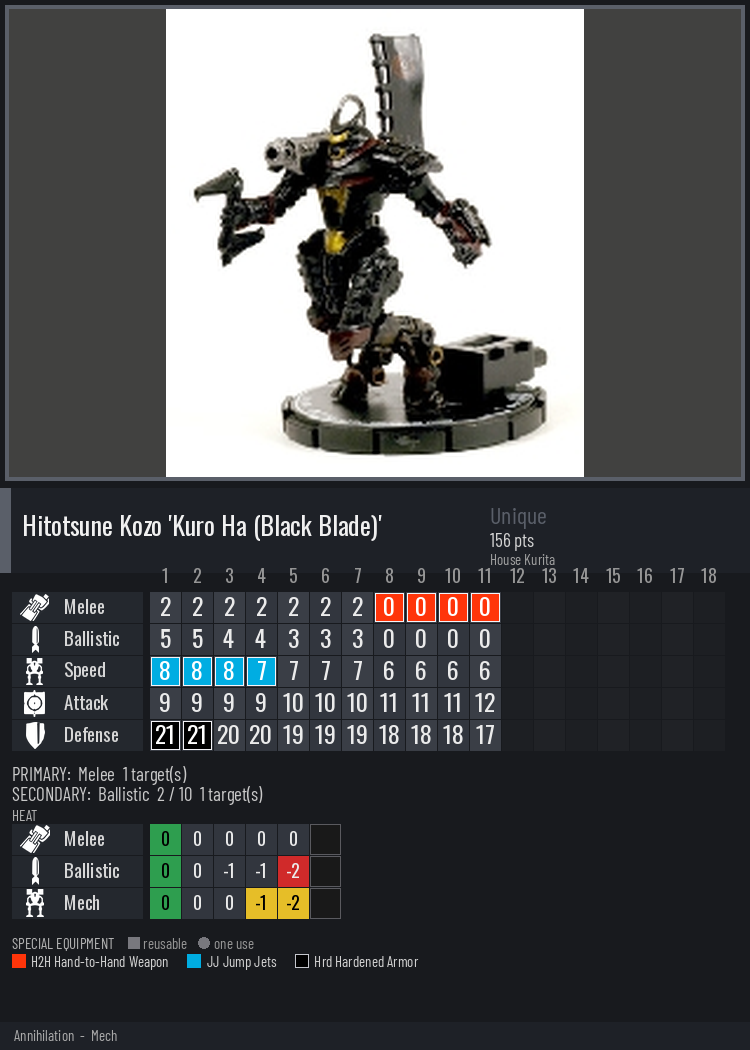 Hitotsune Kozo 'Kuro Ha (Black Blade)'
Unique
156 pts
House Kurita
1 2 3 4 5 6 7 8 9 10 11 12 13 14 15 16 17 18
Melee 2 2 2 2 2 2 2 0 0 0 0
Ballistic 5 5 4 4 3 3 3 0 0 0 0
Speed 8 8 8 7 7 7 7 6 6 6 6
Attack 9 9 9 9 10 10 10 11 11 11 12
Defense 21 21 20 20 19 19 19 18 18 18 17
PRIMARY: Melee 1 target(s)
SECONDARY: Ballistic 2 / 10 1 target(s)
HEAT
Melee 0 0 0 0 0
Ballistic 0 0 -1 -1 -2
Mech 0 0 0 -1 -2
SPECIAL EQUIPMENT reusable one use
H2H Hand-to-Hand Weapon JJ Jump Jets Hrd Hardened Armor
Annihilation - Mech